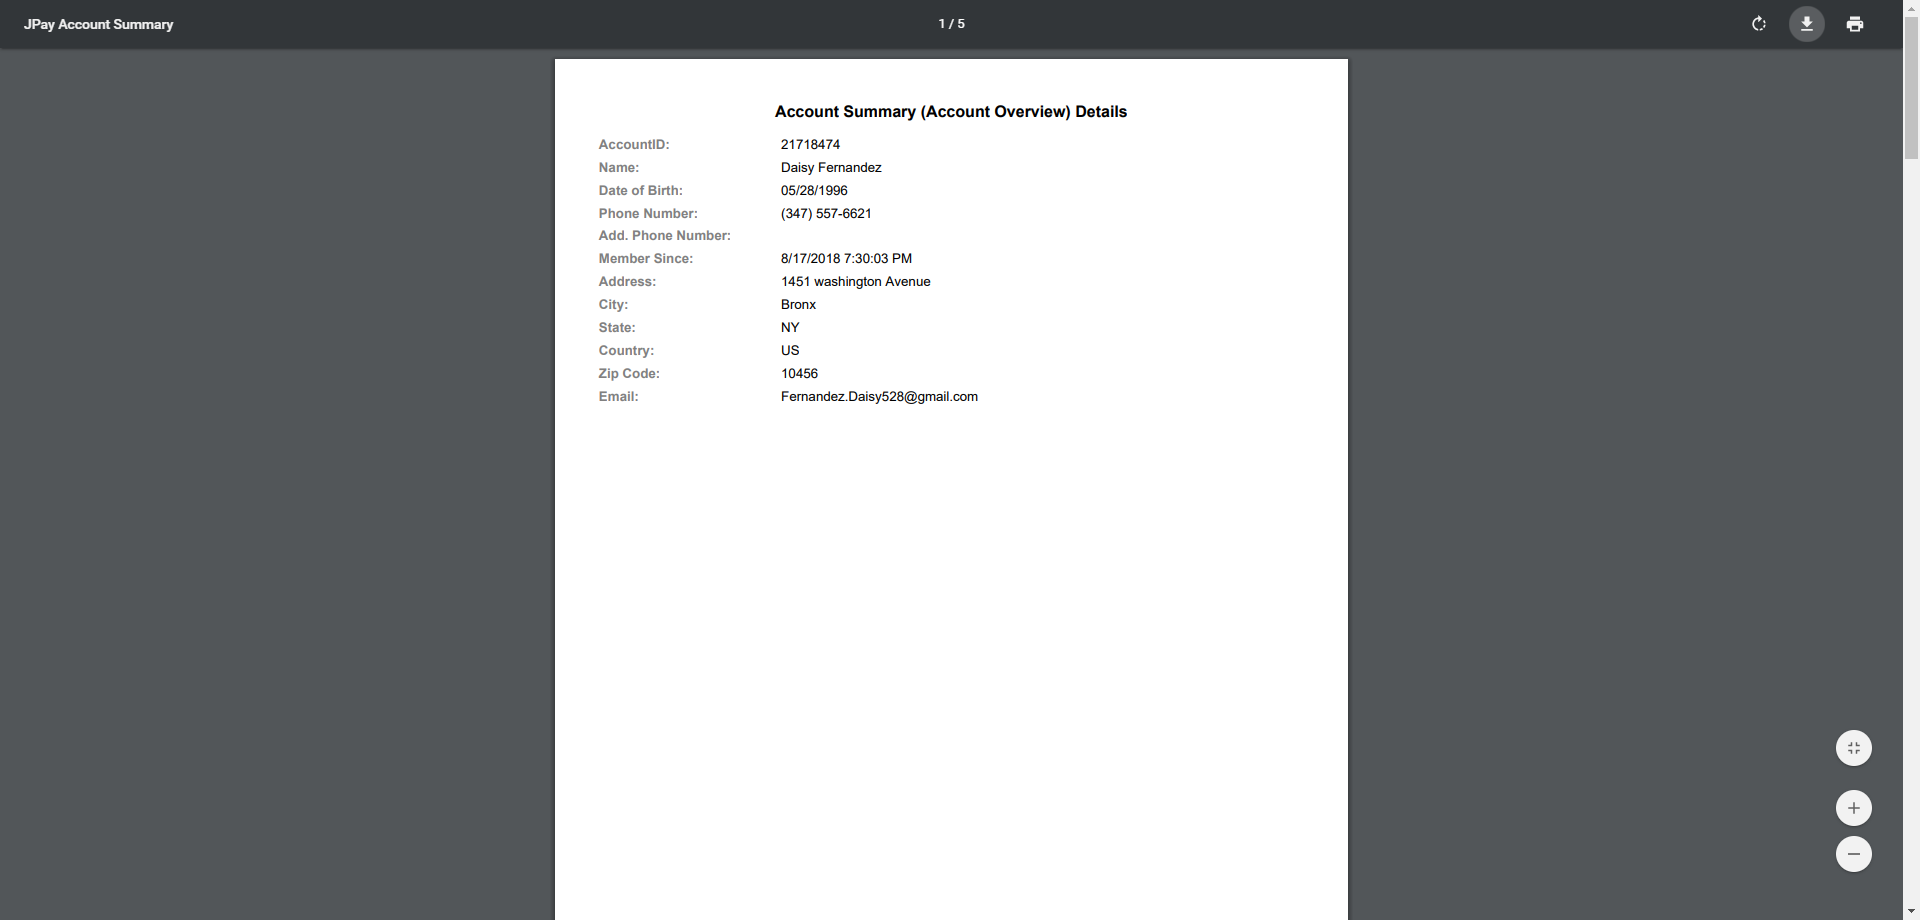 JPay Account Summary
1 / 5
Account Summary (Account Overview) Details
AccountID: 21718474
Name: Daisy Fernandez
Date of Birth: 05/28/1996
Phone Number: (347) 557-6621
Add. Phone Number:
Member Since: 8/17/2018 7:30:03 PM
Address: 1451 washington Avenue
City: Bronx
State: NY
Country: US
Zip Code: 10456
Email: Fernandez.Daisy528@gmail.com